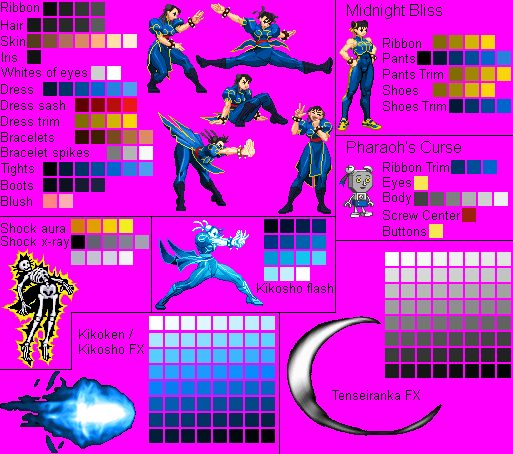 Ribbon
Hair
Skin
Iris
Whites of eyes
Dress
Dress sash
Dress trim
Bracelets
Bracelet spikes
Tights
Boots
Blush
Midnight Bliss
Ribbon
Pants
Pants Trim
Shoes
Shoes Trim
Pharaoh's Curse
Ribbon Trim
Eyes
Body
Screw Center
Buttons
Shock aura
Shock x-ray
Kikosho flash
Kikoken /
Kikosho FX
Tenseiranka FX